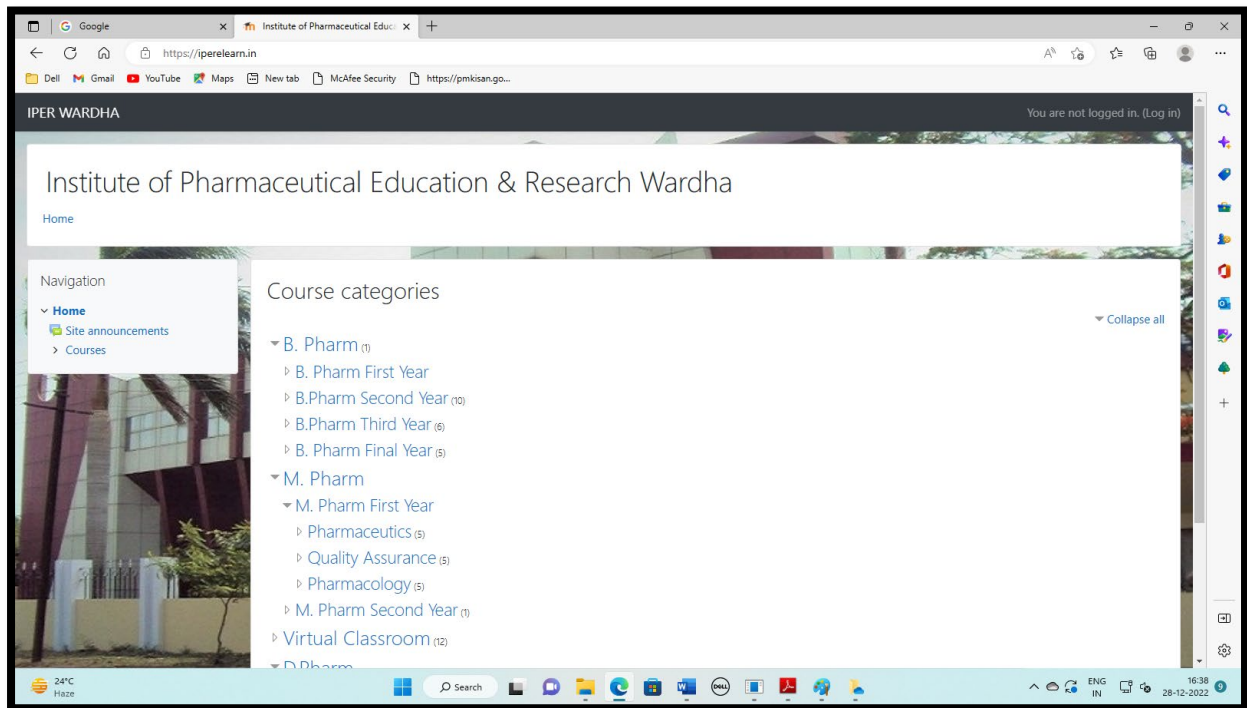 Google
Institute of Pharmaceutical Educ
https://iperelearn.in
Dell Gmail YouTube Maps New tab McAfee Security https://pmkisan.go...
IPER WARDHA You are not logged in. (Log in)
Institute of Pharmaceutical Education & Research Wardha
Home
Navigation
Home
Site announcements
Courses
Course categories
Collapse all
B. Pharm (1)
B. Pharm First Year
B.Pharm Second Year (10)
B.Pharm Third Year (6)
B. Pharm Final Year (5)
M. Pharm
M. Pharm First Year
Pharmaceutics (5)
Quality Assurance (5)
Pharmacology (5)
M. Pharm Second Year (1)
Virtual Classroom (12)
D.Pharm
24°C
Haze
Search
DELL
ENG
IN
16:38
28-12-2022
9